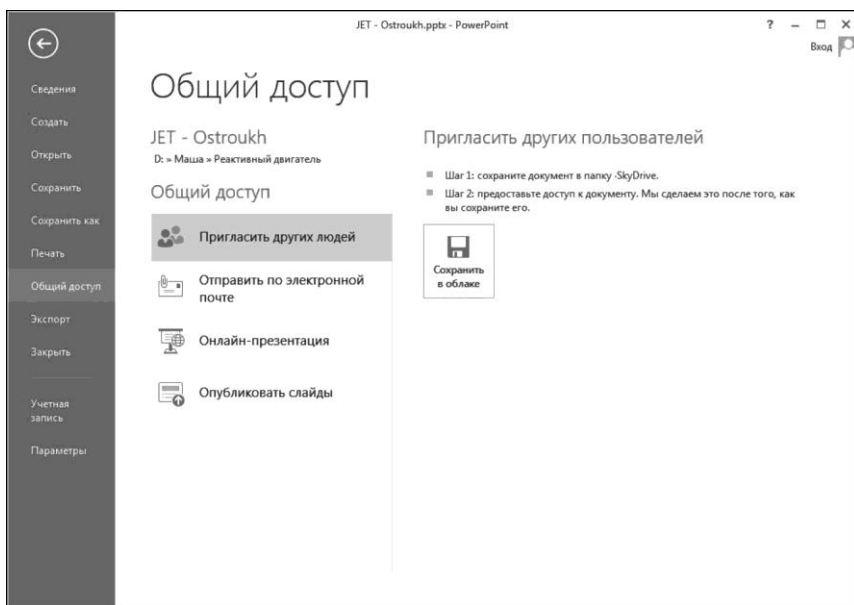 JET - Ostroukh.pptx - PowerPoint
?
Вход
Сведения
Создать
Открыть
Сохранить
Сохранить как
Печать
Общий доступ
Экспорт
Закрыть
Учетная
запись
Параметры
Общий доступ
JET - Ostroukh
D: » Маша » Реактивный двигатель
Общий доступ
Пригласить других людей
Отправить по электронной
почте
Онлайн-презентация
Опубликовать слайды
Пригласить других пользователей
Шаг 1: сохраните документ в папку -SkyDrive.
Шаг 2: предоставьте доступ к документу. Мы сделаем это после того, как
вы сохраните его.
Сохранить
в облаке